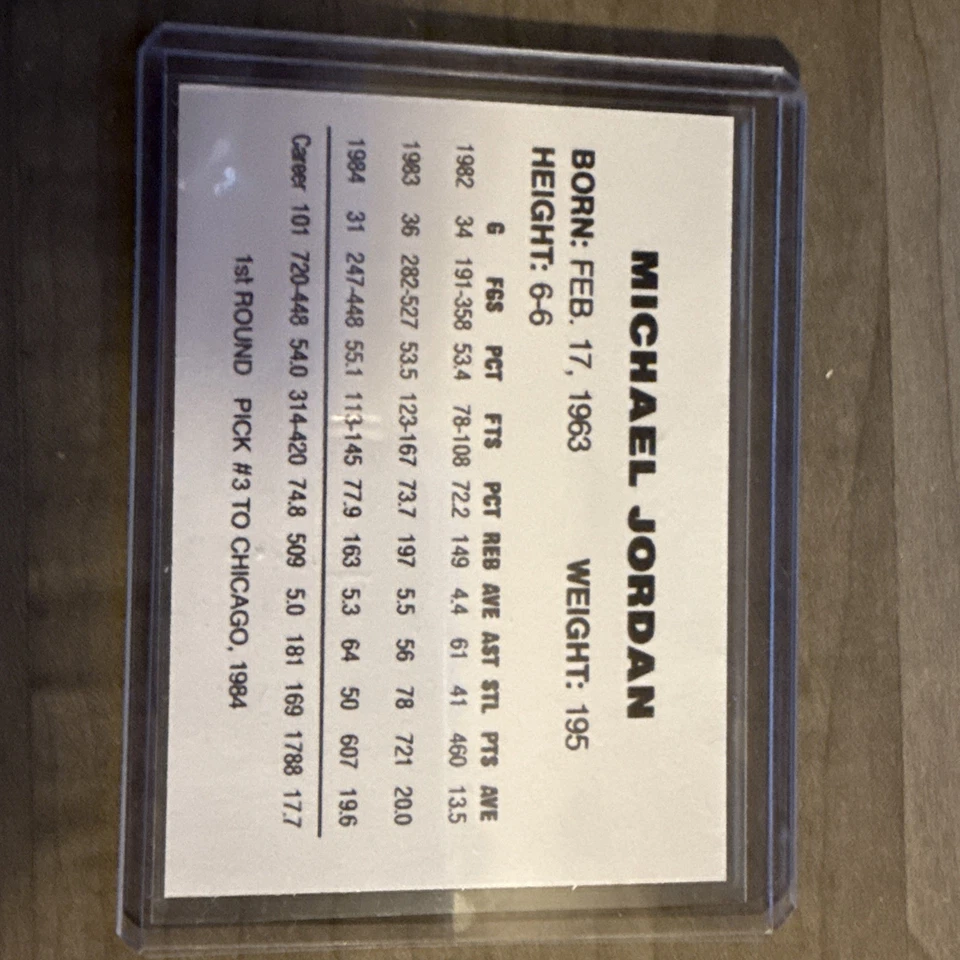 MICHAEL JORDAN
BORN: FEB. 17, 1963 WEIGHT: 195
HEIGHT: 6-6
G FGS PCT FTS PCT REB AVE AST STL PTS AVE
1982 34 191-358 53.4 78-108 72.2 149 4.4 61 41 460 13.5
1983 36 282-527 53.5 123-167 73.7 197 5.5 56 78 721 20.0
1984 31 247-448 55.1 113-145 77.9 163 5.3 64 50 607 19.6
Career 101 720-448 54.0 314-420 74.8 509 5.0 181 169 1788 17.7
1st ROUND PICK #3 TO CHICAGO, 1984